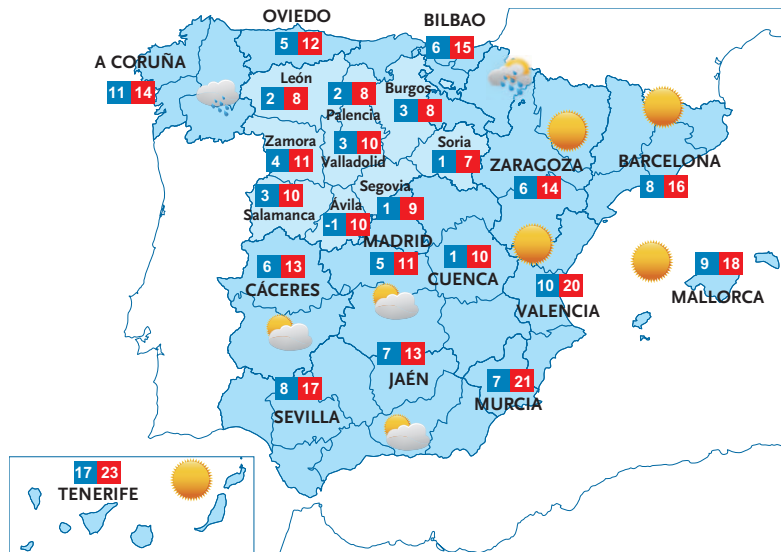 OVIEDO
5 12
BILBAO
6 15
A CORUÑA
11 14
León
2 8
2 8
Palencia
Burgos
3 8
Zamora
4 11
3 10
Valladolid
Soria
1 7
ZARAGOZA
6 14
BARCELONA
8 16
3 10
Salamanca
Ávila
-1 10
Segovia
1 9
MADRID
5 11
1 10
CUENCA
6 13
CÁCERES
10 20
VALENCIA
9 18
MALLORCA
7 13
JAÉN
8 17
SEVILLA
7 21
MURCIA
17 23
TENERIFE